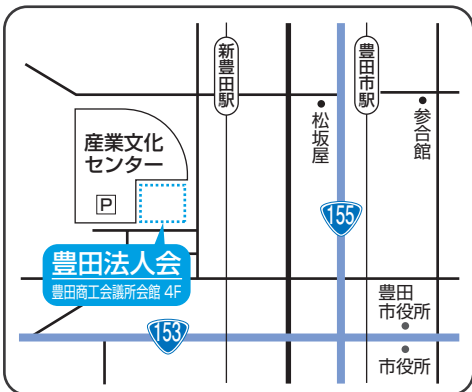 新豊田駅
豊田市駅
松坂屋
参合館
産業文化
センター
P
155
豊田法人会
豊田商工会議所会館 4F
豊田
市役所
153
市役所